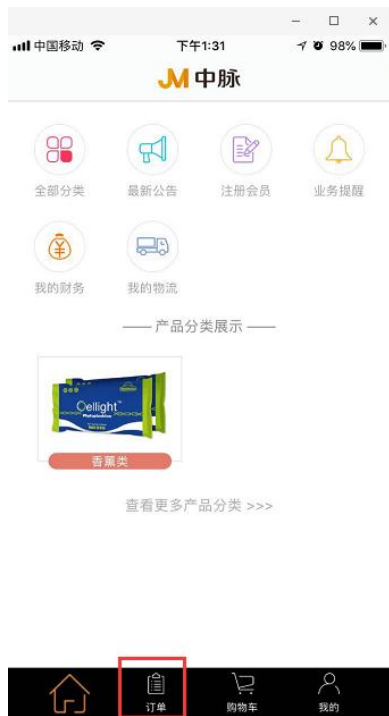 中国移动 下午1:31 98%
JM 中脉
全部分类 最新公告 注册会员 业务提醒
我的财务 我的物流
产品分类展示
Cellight™
香薰类
查看更多产品分类 >>>
订单 购物车 我的